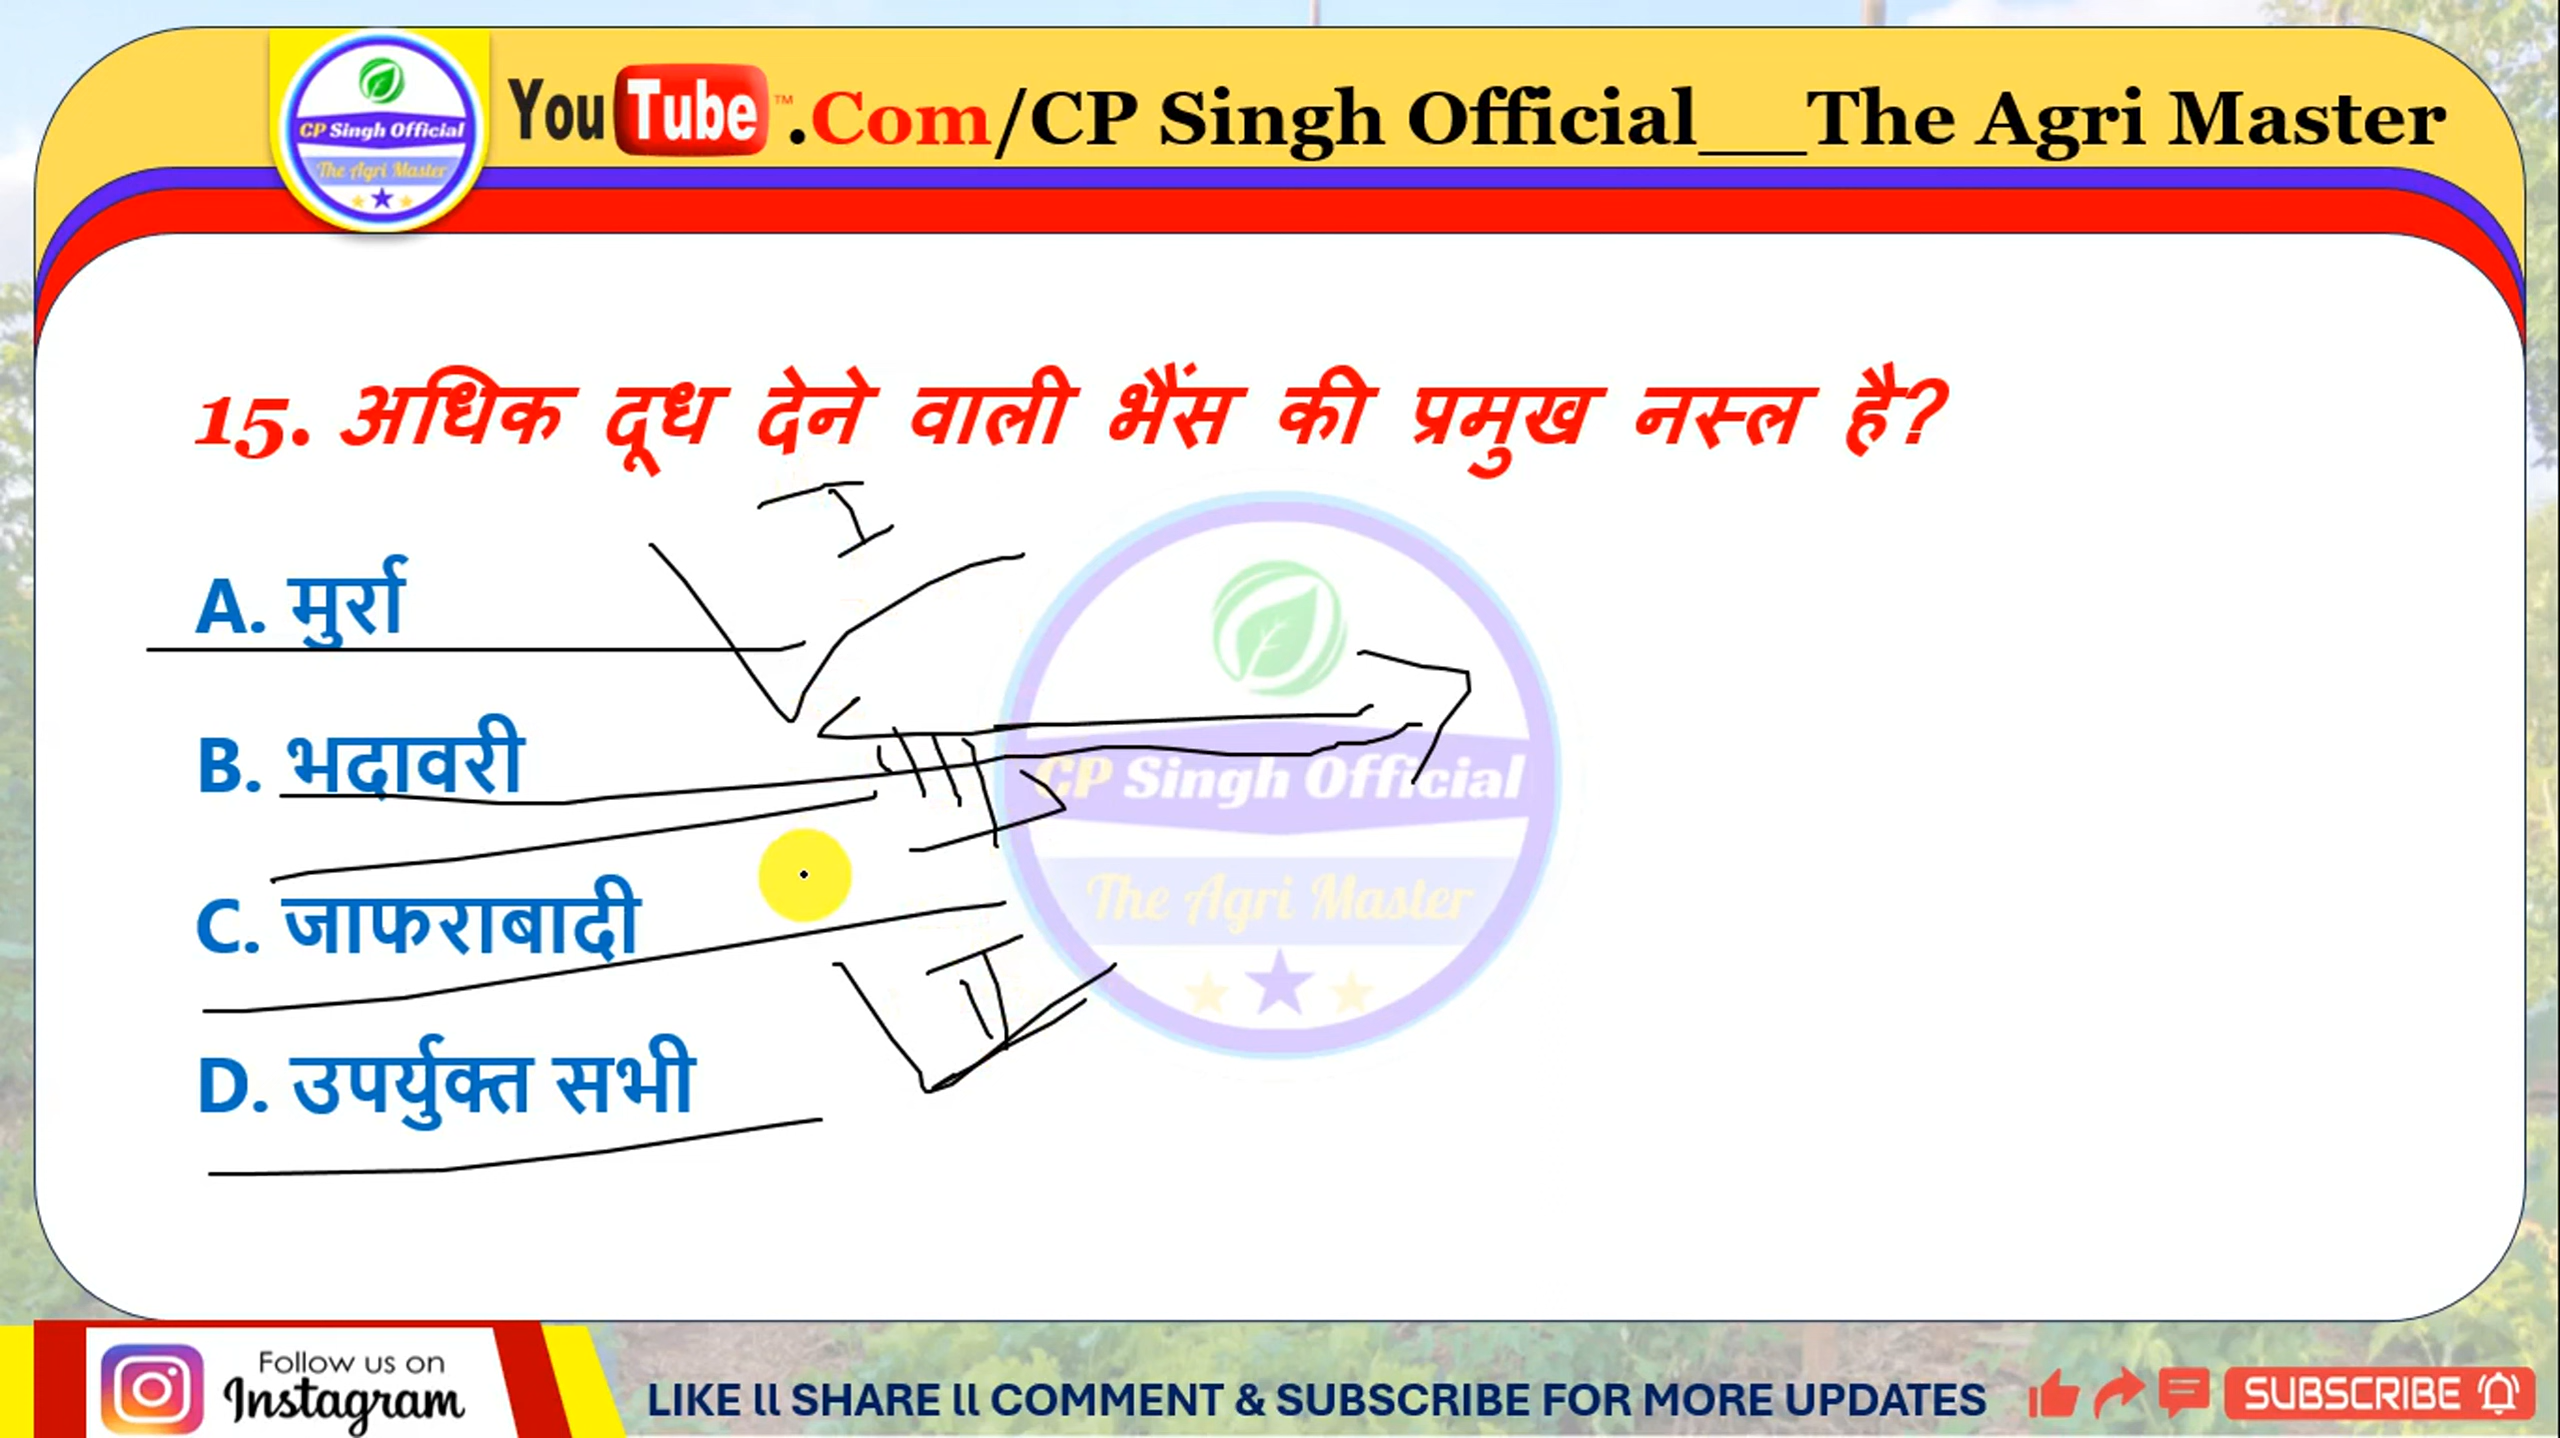 CP Singh Official
The Agri Master
YouTube™.Com/CP Singh Official__The Agri Master
15. अधिक दूध देने वाली भैंस की प्रमुख नस्ल है?
A. मुर्रा
B. भदावरी
C. जाफराबादी
D. उपर्युक्त सभी
CP Singh Official
The Agri Master
Follow us on
Instagram
LIKE ll SHARE ll COMMENT & SUBSCRIBE FOR MORE UPDATES
SUBSCRIBE